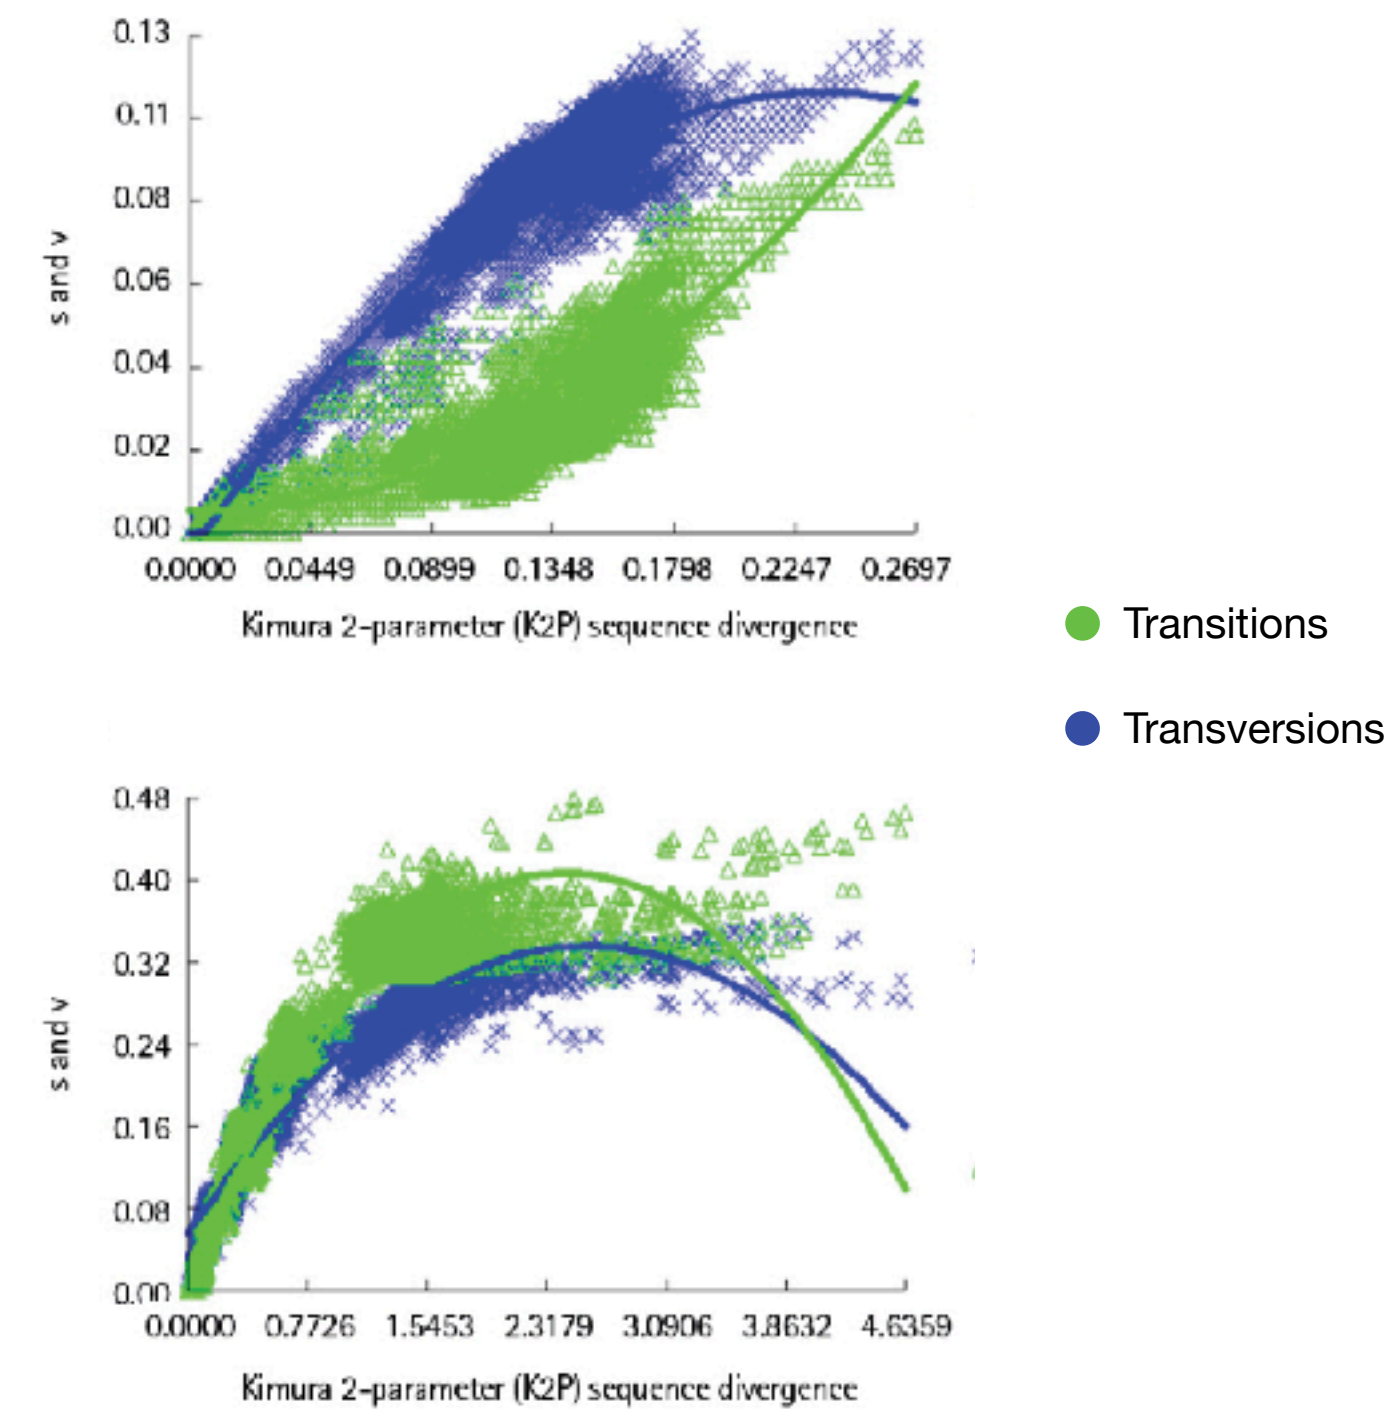 0.13
0.11
0.08
0.06
0.04
0.02
0.00
s and v
0.0000 0.0449 0.0899 0.1348 0.1798 0.2247 0.2697
Kimura 2-parameter (K2P) sequence divergence
Transitions
Transversions
0.48
0.40
0.32
0.24
0.16
0.08
0.00
s and v
0.0000 0.7726 1.5453 2.3179 3.0906 3.8632 4.6359
Kimura 2-parameter (K2P) sequence divergence